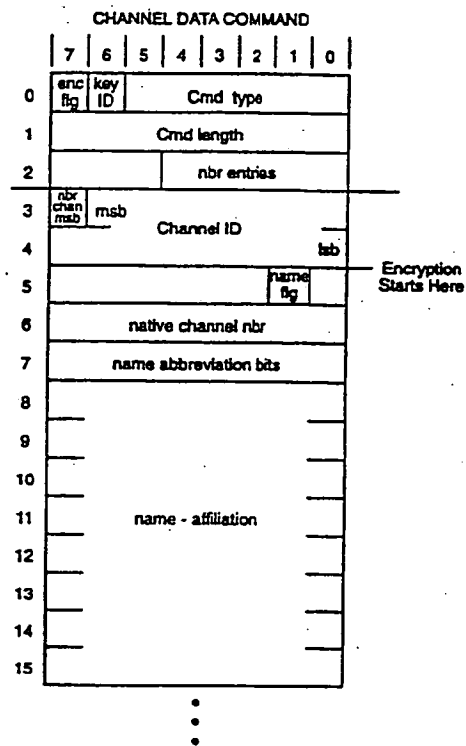 CHANNEL DATA COMMAND
7 6 5 4 3 2 1 0
0 enc flg key ID Cmd type
1 Cmd length
2 nbr entries
3 nbr chan msb msb
Channel ID
4 lsb
Encryption Starts Here
5 name flg
6 native channel nbr
7 name abbreviation bits
8
9
10
11 name - affiliation
12
13
14
15